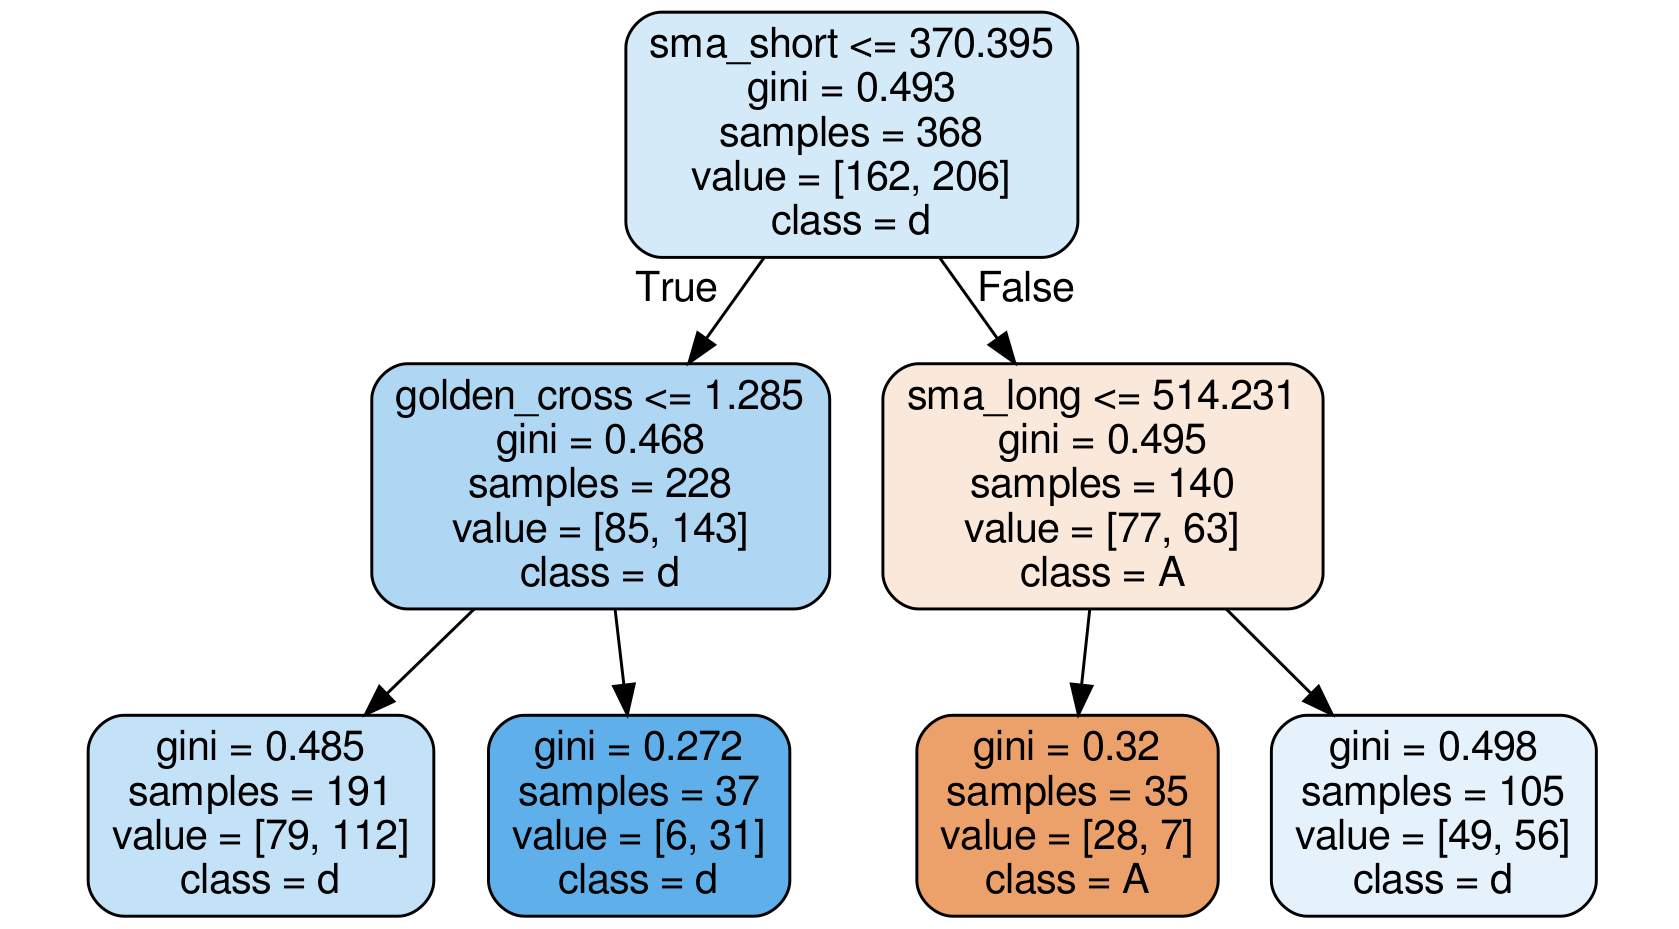 sma_short <= 370.395
gini = 0.493
samples = 368
value = [162, 206]
class = d
True
False
golden_cross <= 1.285
gini = 0.468
samples = 228
value = [85, 143]
class = d
sma_long <= 514.231
gini = 0.495
samples = 140
value = [77, 63]
class = A
gini = 0.485
samples = 191
value = [79, 112]
class = d
gini = 0.272
samples = 37
value = [6, 31]
class = d
gini = 0.32
samples = 35
value = [28, 7]
class = A
gini = 0.498
samples = 105
value = [49, 56]
class = d